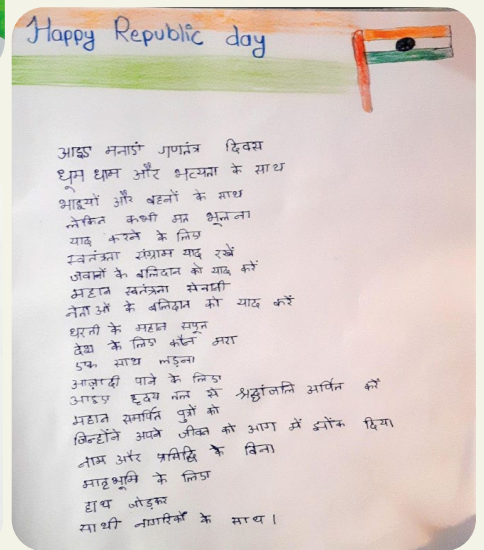 Happy Republic day
आइए मनाएं गणतंत्र दिवस
धूम धाम और भव्यता के साथ
भाइयों और बहनों के साथ
लेकिन कभी मत भूलना
याद करने के लिए
स्वतंत्रता संग्राम याद रखें
जवानों के बलिदान को याद करें
महान स्वतंत्रता सेनानी
नेताओं के बलिदान को याद करें
धरती के महान सपूत
देश के लिए कौन मरा
एक साथ लड़ना
आज़ादी पाने के लिए
आइए हृदय तल से श्रद्धांजलि अर्पित करें
महान समर्पित पुत्रों को
जिन्होंने अपने जीवन को आग में झोंक दिया
नाम और प्रसिद्धि के बिना
मातृभूमि के लिए
हाथ जोड़कर
साथी नागरिकों के साथ।